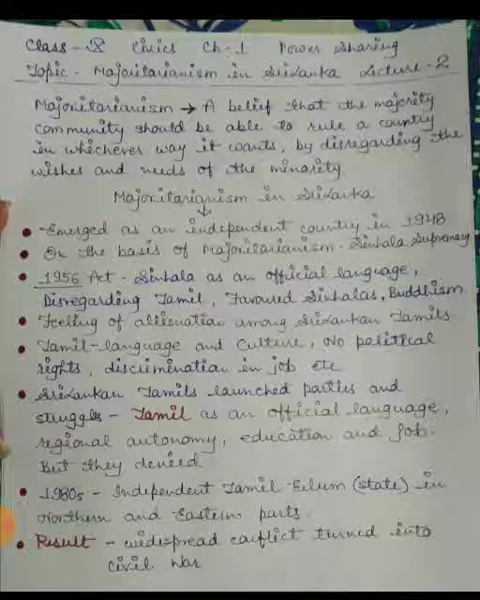 Class - X Civics Ch-1 Power Sharing
Topic - Majoritarianism in Srilanka Lecture-2
Majoritarianism → A belief that the majority
community should be able to rule a country
in whichever way it wants, by disregarding the
wishes and needs of the minority.
Majoritarianism in Srilanka
↓
• Emerged as an independent country in 1948
• On the basis of Majoritarianism - Sinhala Supremacy
• 1956 Act - Sinhala as an official language,
Disregarding Tamil, Favoured Sinhalas, Buddhism
• Feeling of alienation among Srilankan Tamils
• Tamil-language and Culture, No political
rights, discrimination in job etc
• Srilankan Tamils launched parties and
struggles - Tamil as an official language,
regional autonomy, education and Job.
But they denied
• 1980s - Independent Tamil Eelum (state) in
Northern and Eastern parts.
• Result - widespread conflict turned into
civil war